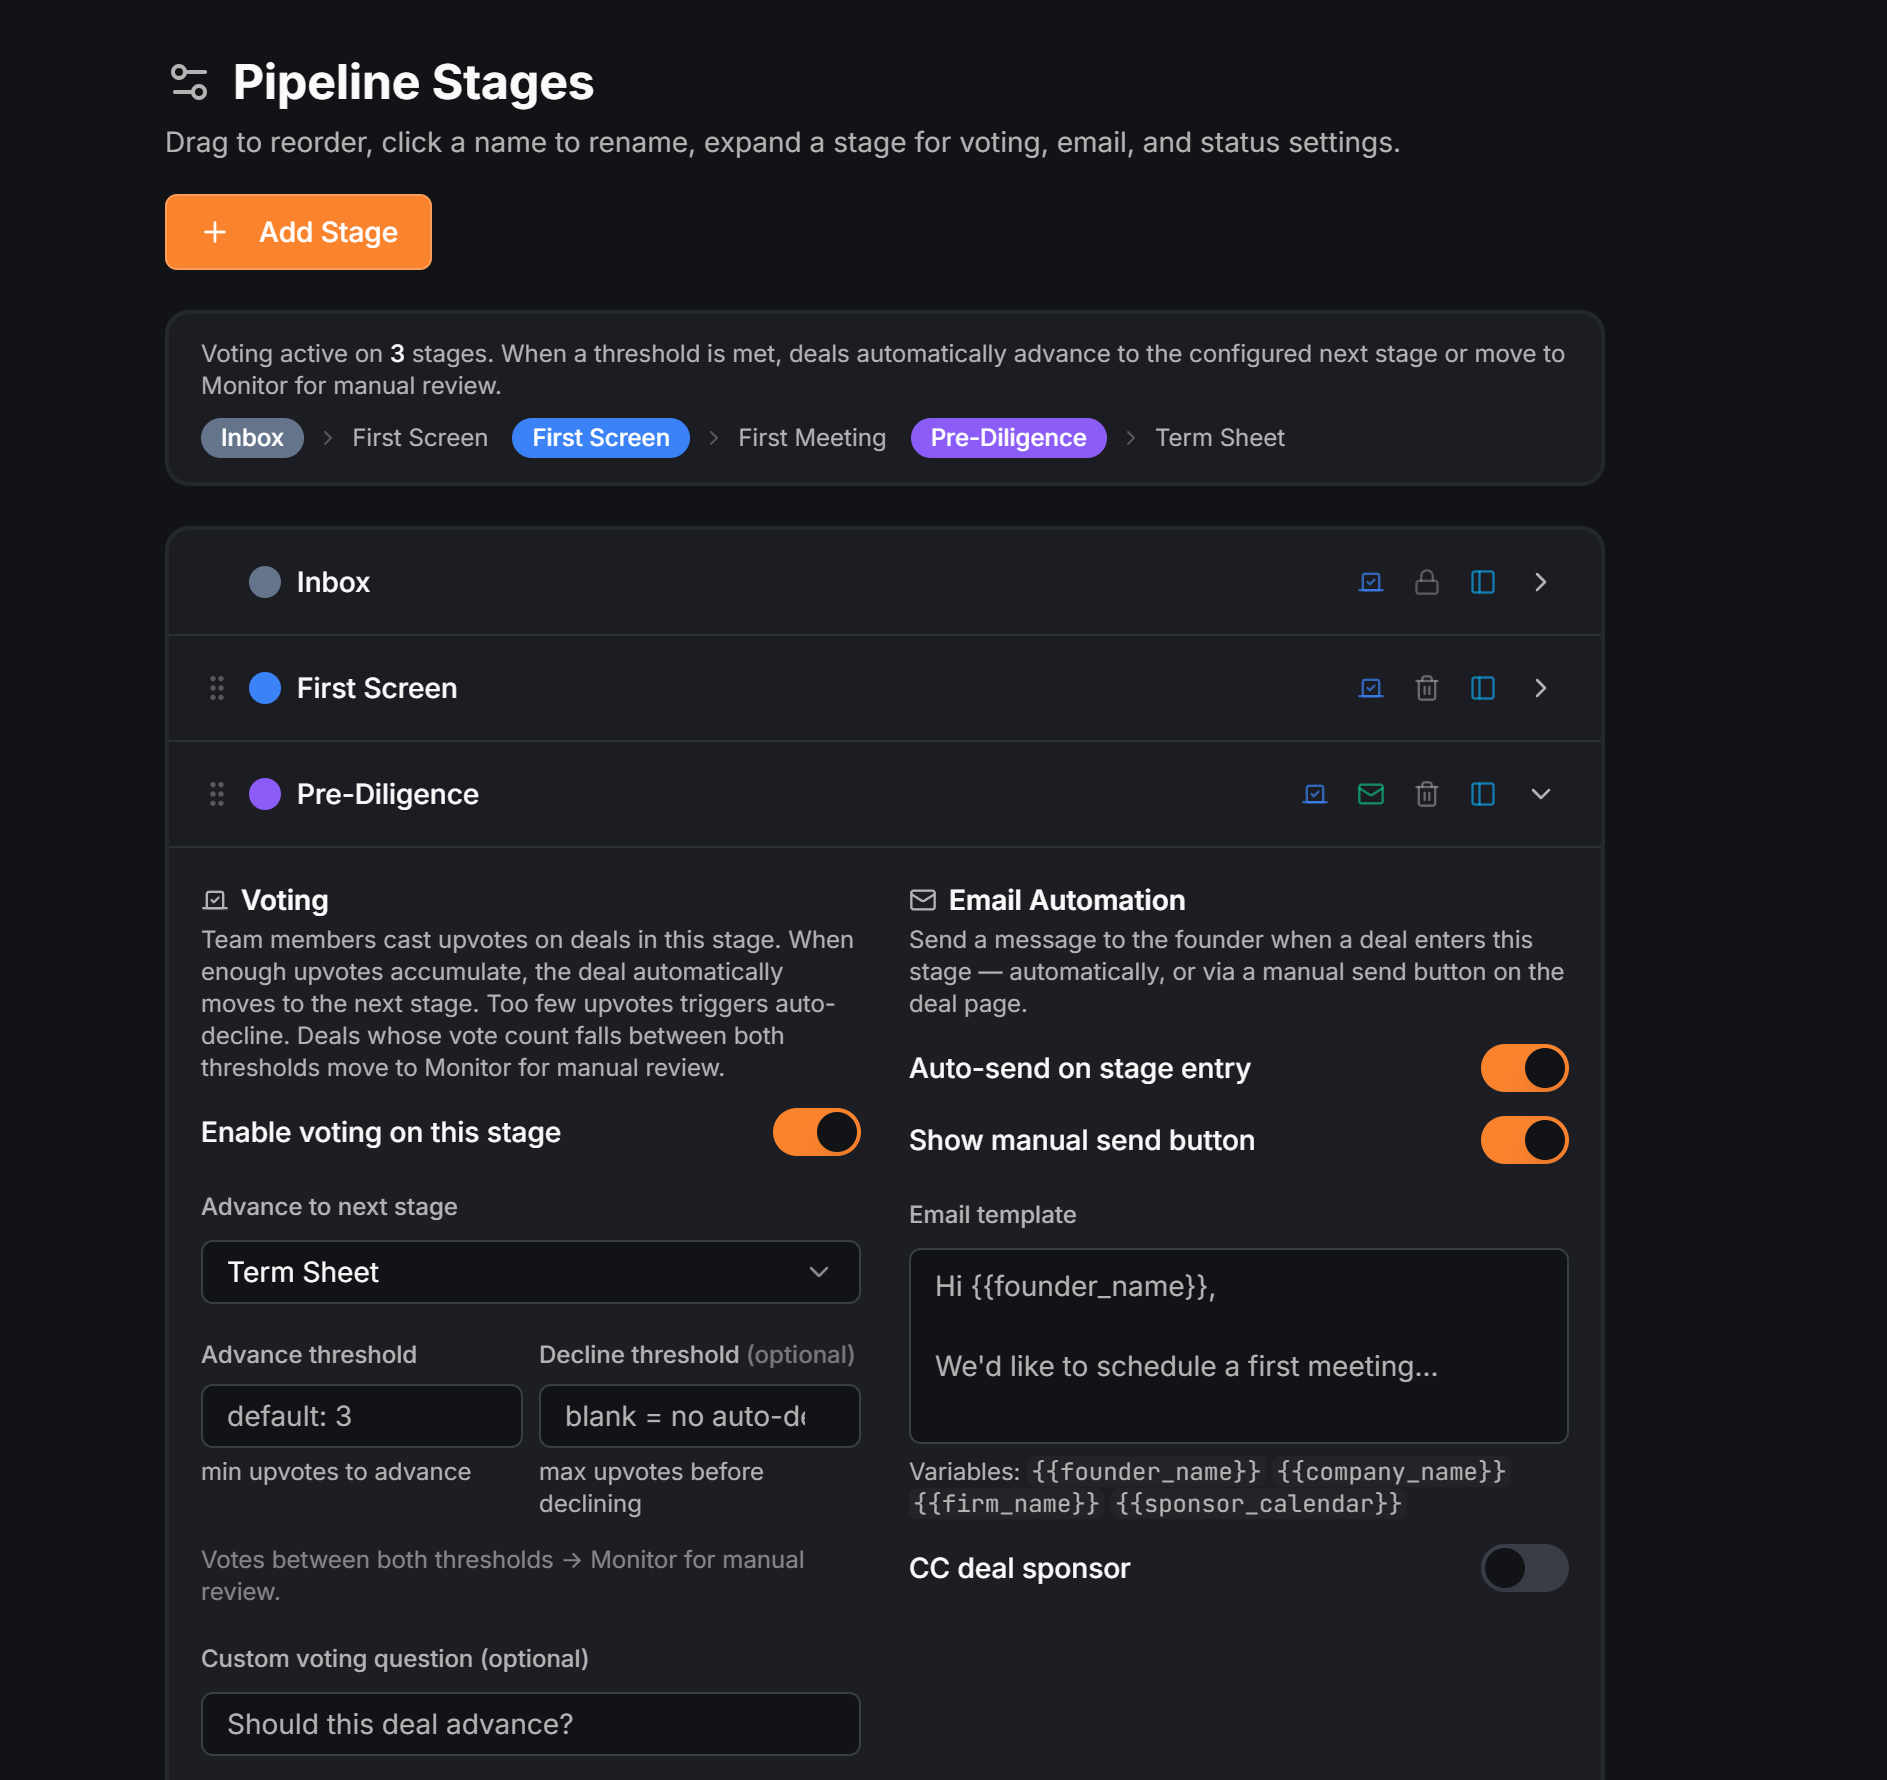 Pipeline Stages
Drag to reorder, click a name to rename, expand a stage for voting, email, and status settings.
+ Add Stage
Voting active on 3 stages. When a threshold is met, deals automatically advance to the configured next stage or move to
Monitor for manual review.
Inbox > First Screen First Screen > First Meeting Pre-Diligence > Term Sheet
Inbox
First Screen
Pre-Diligence
Voting
Team members cast upvotes on deals in this stage. When
enough upvotes accumulate, the deal automatically
moves to the next stage. Too few upvotes triggers auto-
decline. Deals whose vote count falls between both
thresholds move to Monitor for manual review.
Enable voting on this stage
Advance to next stage
Term Sheet
Advance threshold
default: 3
min upvotes to advance
Decline threshold (optional)
blank = no auto-de
max upvotes before
declining
Votes between both thresholds → Monitor for manual
review.
Custom voting question (optional)
Should this deal advance?
Email Automation
Send a message to the founder when a deal enters this
stage — automatically, or via a manual send button on the
deal page.
Auto-send on stage entry
Show manual send button
Email template
Hi {{founder_name}},
We'd like to schedule a first meeting...
Variables: {{founder_name}} {{company_name}}
{{firm_name}} {{sponsor_calendar}}
CC deal sponsor